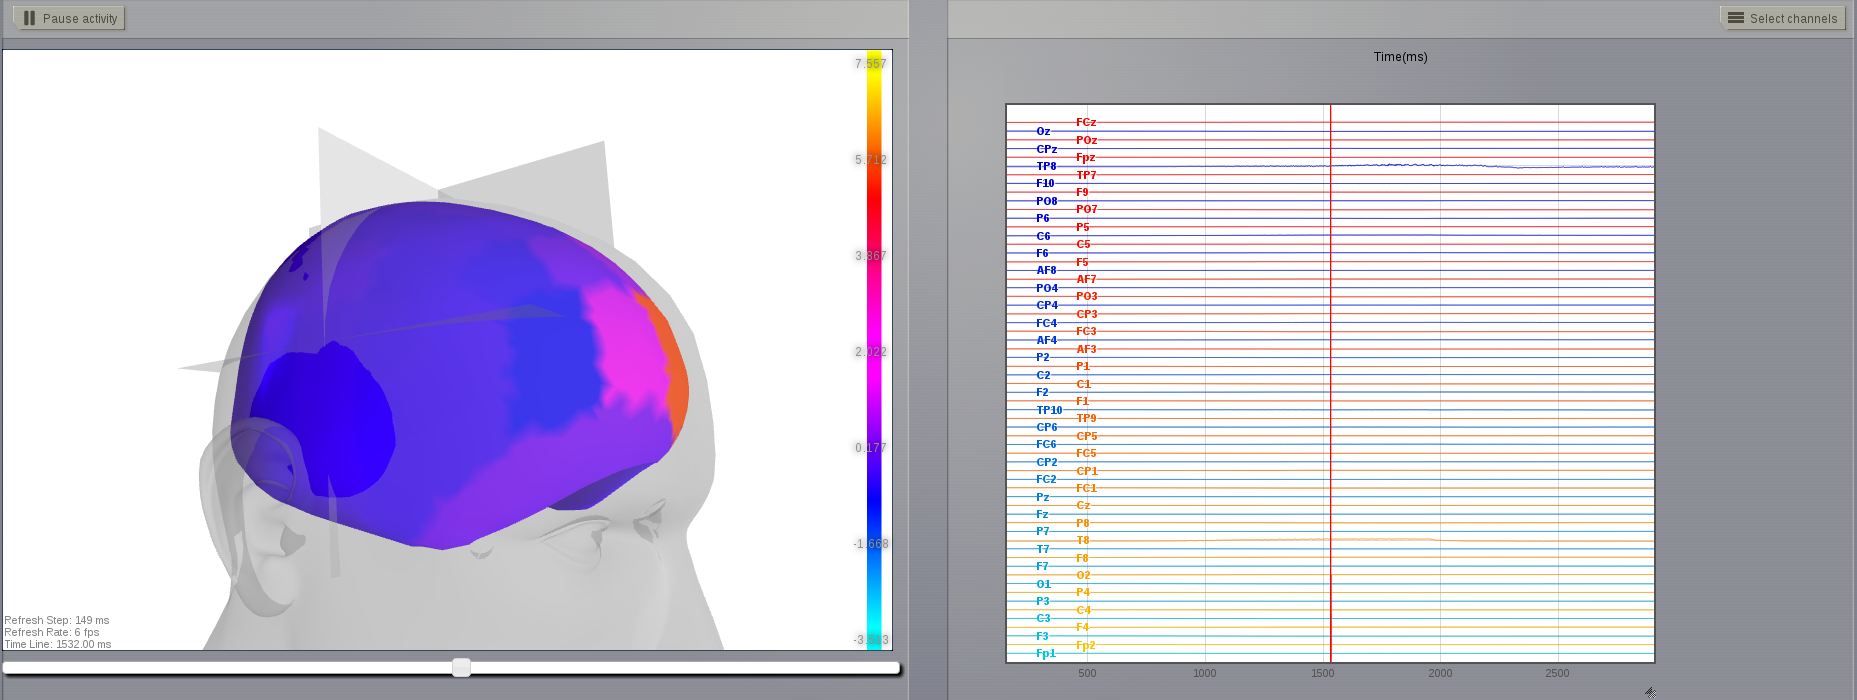 Pause activity
Select channels
7.557
5.712
3.867
2.022
0.177
-1.668
Refresh Step: 149 ms
Refresh Rate: 6 fps
Time Line: 1532.00 ms
Time(ms)
FCz
Oz
POz
CPz
Fpz
TP8
TP7
F10
F9
PO8
PO7
P6
P5
C6
C5
F6
F5
AF8
AF7
PO4
PO3
CP4
CP3
FC4
FC3
AF4
AF3
P2
P1
C2
C1
F2
F1
TP10
TP9
CP6
CP5
FC6
FC5
CP2
CP1
FC2
FC1
Pz
Cz
Fz
P8
P7
T8
T7
F8
F7
O2
O1
P4
P3
C4
C3
F4
F3
Fp2
Fp1
500 1000 1500 2000 2500